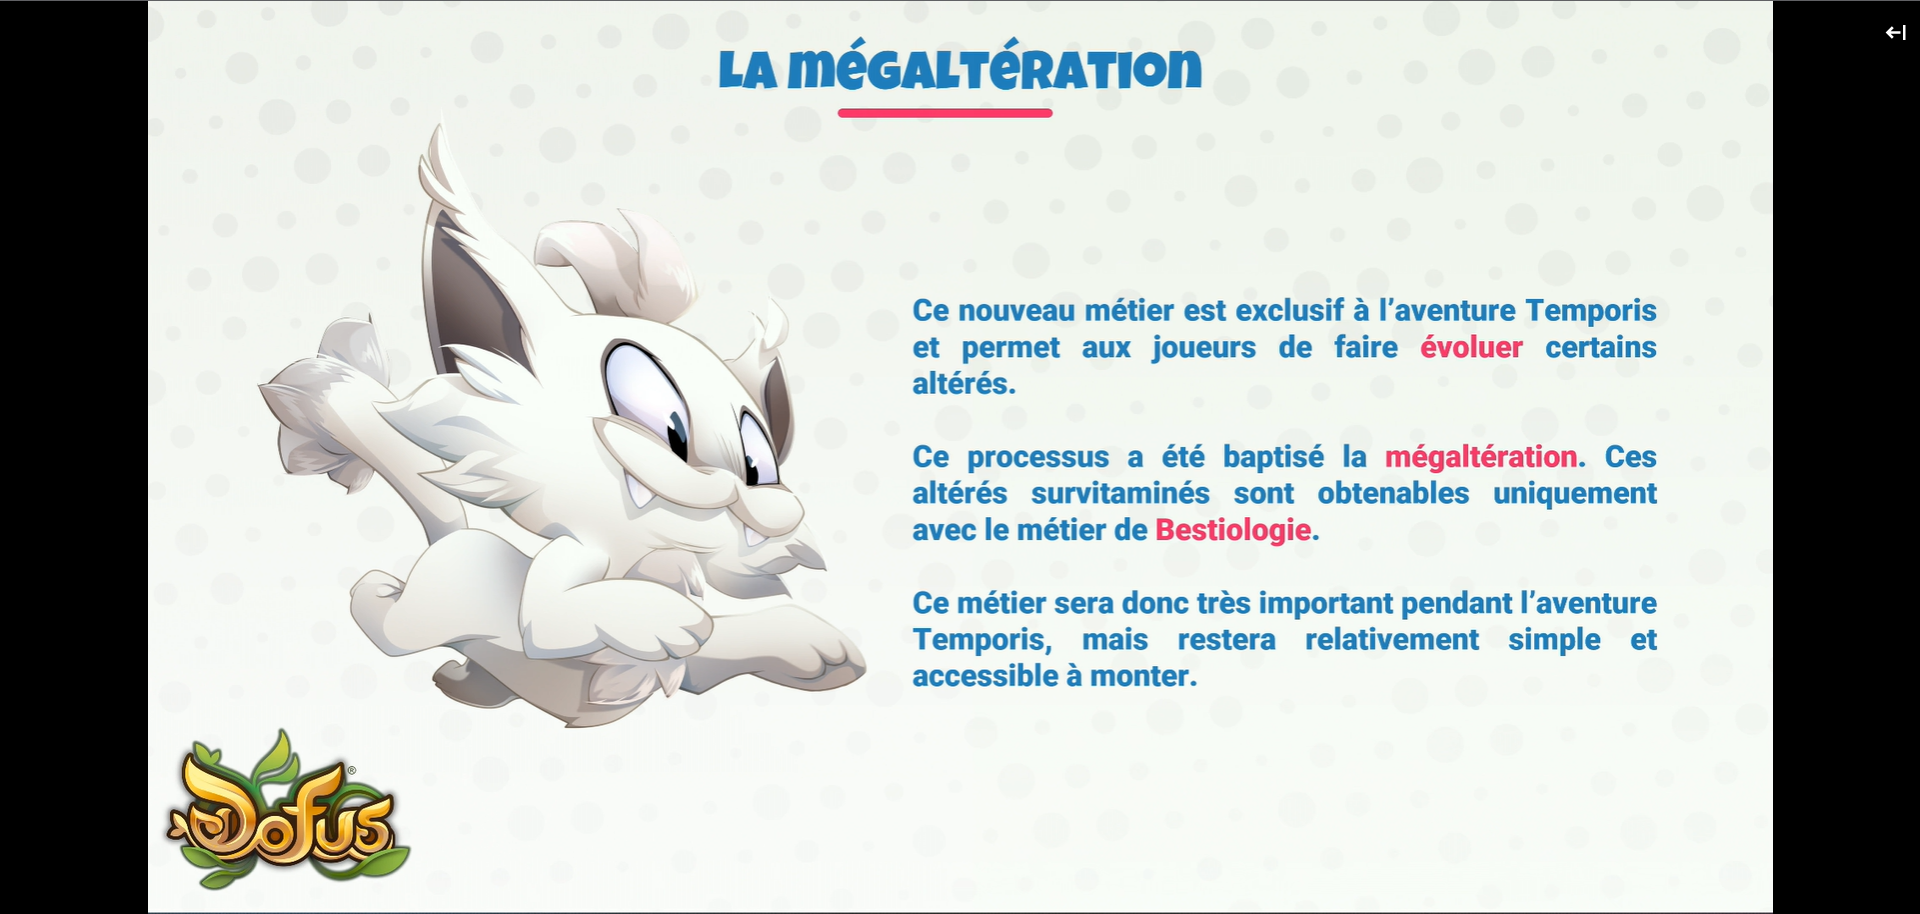 La mégaltération
Ce nouveau métier est exclusif à l’aventure Temporis
et permet aux joueurs de faire évoluer certains
altérés.
Ce processus a été baptisé la mégaltération. Ces
altérés survitaminés sont obtenables uniquement
avec le métier de Bestiologie.
Ce métier sera donc très important pendant l’aventure
Temporis, mais restera relativement simple et
accessible à monter.
Dofus®